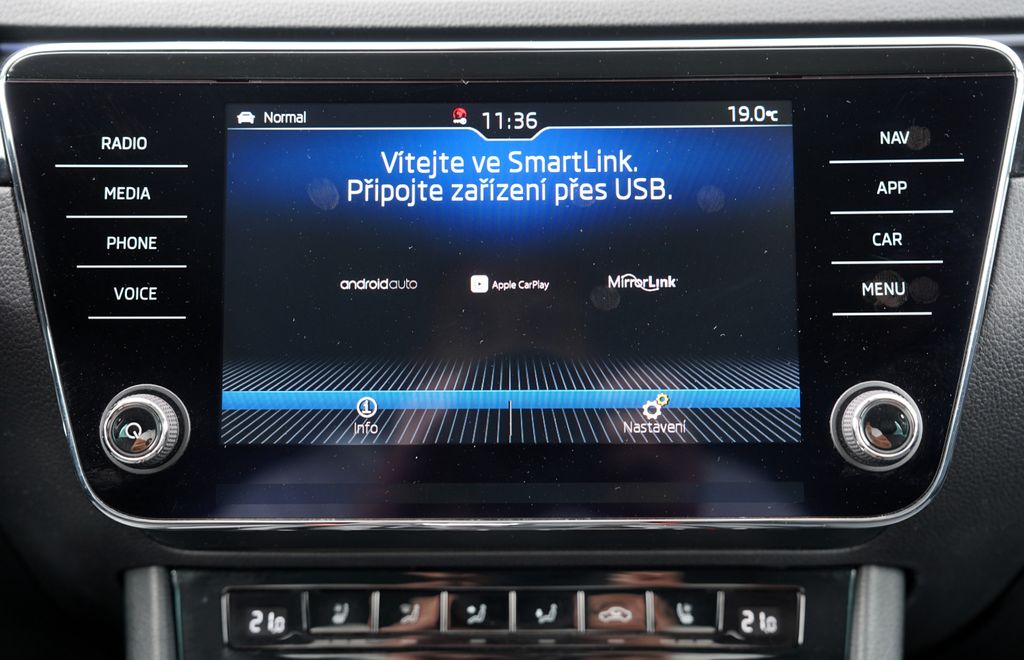 Normal 11:36 19.0°C
Vítejte ve SmartLink.
Připojte zařízení přes USB.
androidauto Apple CarPlay MirrorLink
Info Nastavení
RADIO
MEDIA
PHONE
VOICE
NAV
APP
CAR
MENU
21.0 21.0